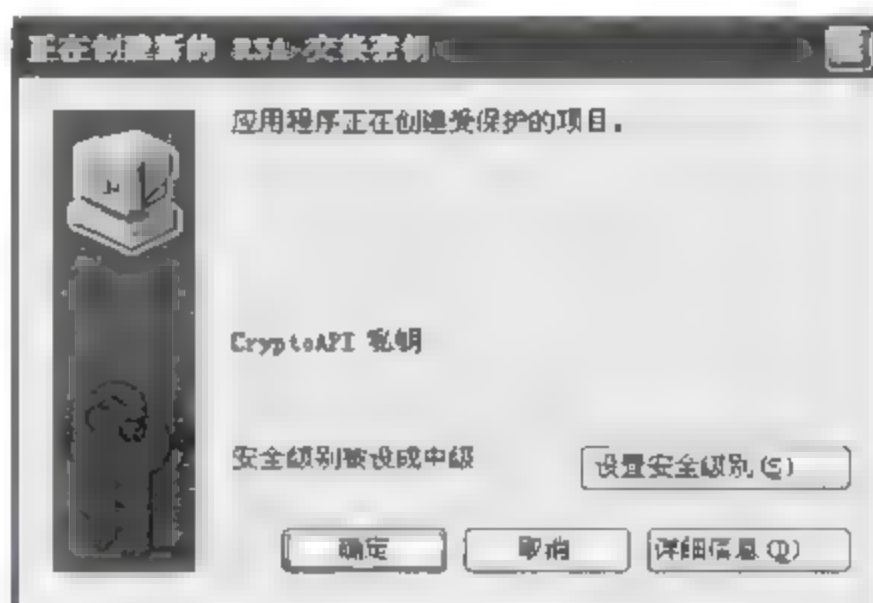 正在创建新的 RSA 交换密钥
应用程序正在创建受保护的项目。
CryptoAPI 私钥
安全级别被设成中级
设置安全级别(S)
确定
取消
详细信息(D)